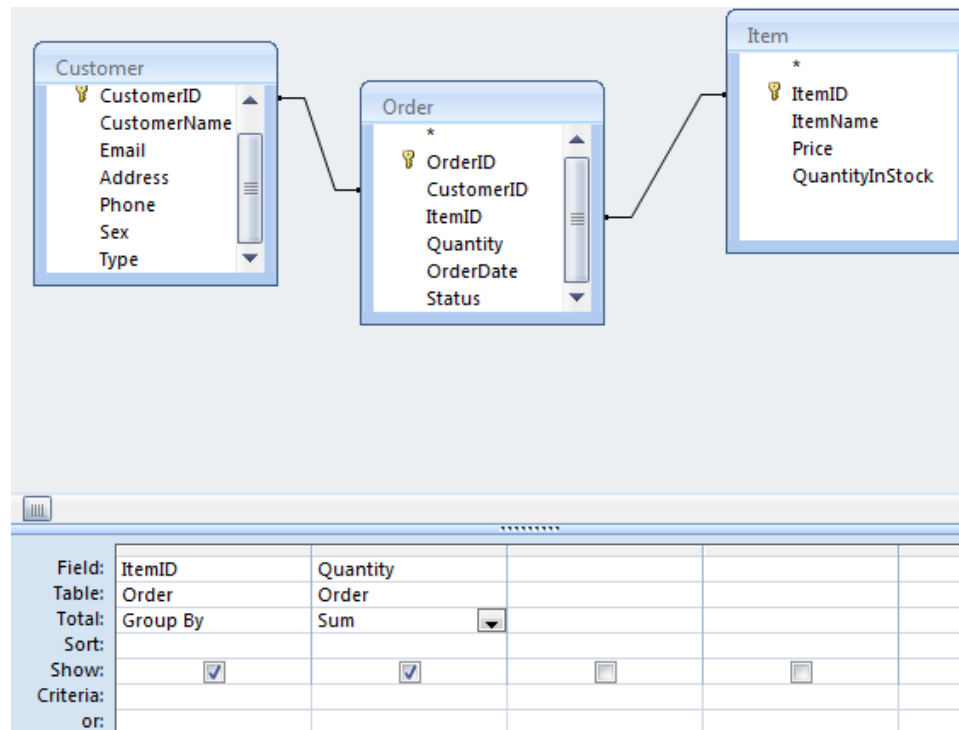 Customer
CustomerID
CustomerName
Email
Address
Phone
Sex
Type
Order
*
OrderID
CustomerID
ItemID
Quantity
OrderDate
Status
Item
*
ItemID
ItemName
Price
QuantityInStock
Field: ItemID Quantity
Table: Order Order
Total: Group By Sum
Sort:
Show:
Criteria:
or: